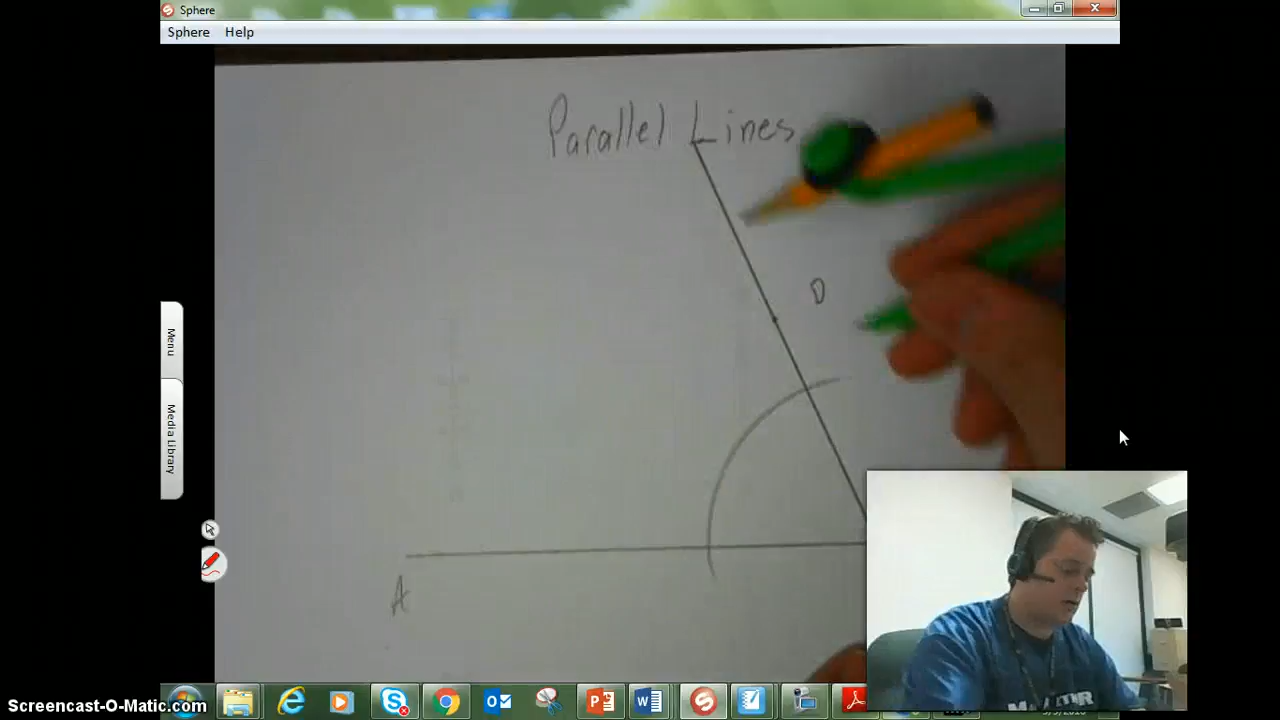 Sphere
Sphere Help
Parallel Lines
D
Menu
Media Library
A
Screencast-O-Matic.com